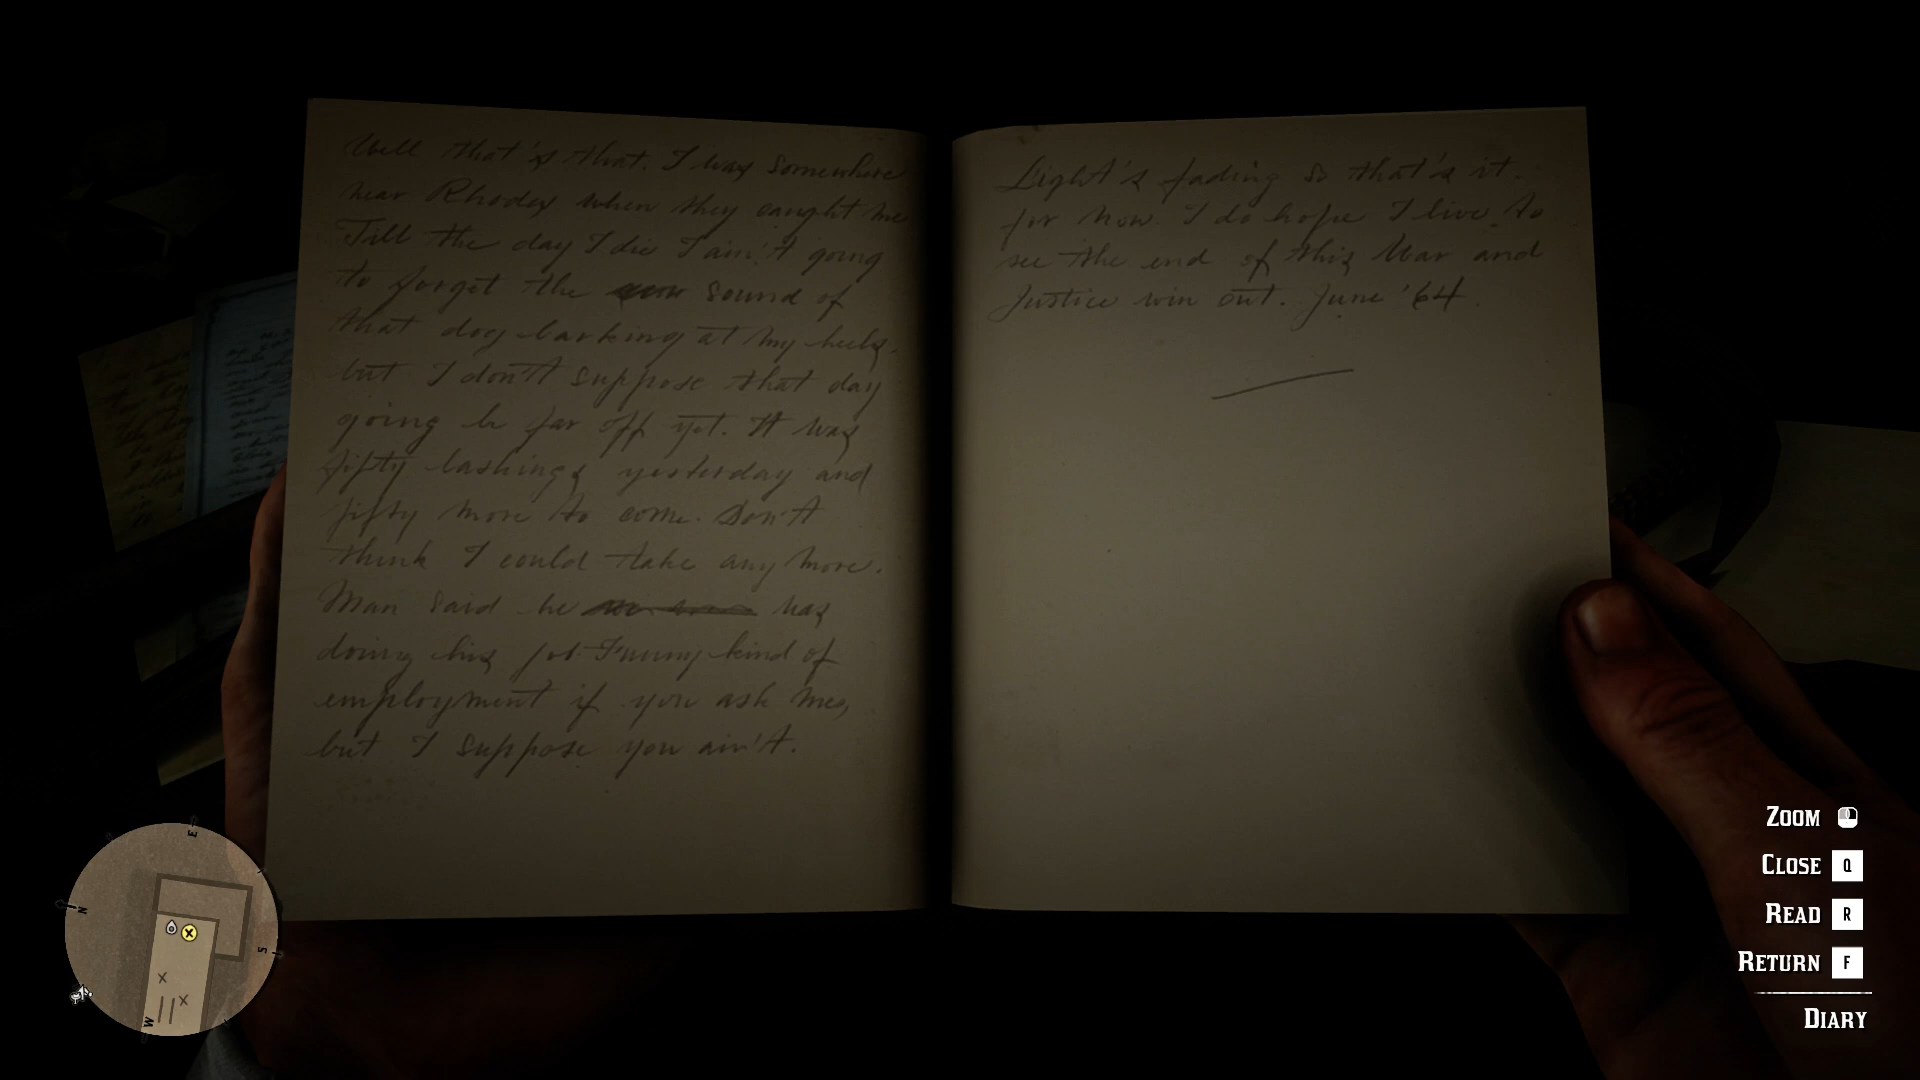 Well that's that. I was somewhere
near Rhodes when they caught me
Till the day I die I ain't going
to forget the sound of
that dog barking at my heels.
but I don't suppose that day
going be far off yet. It was
fifty lashings yesterday and
fifty more to come. Don't
think I could take any more.
Man said he was
doing his job. Funny kind of
employment if you ask me,
but I suppose you ain't.
Light's fading so that's it.
for now. I do hope I live to
see the end of this War and
Justice win out. June '64.
E
N
S
W
ZOOM
CLOSE Q
READ R
RETURN F
DIARY